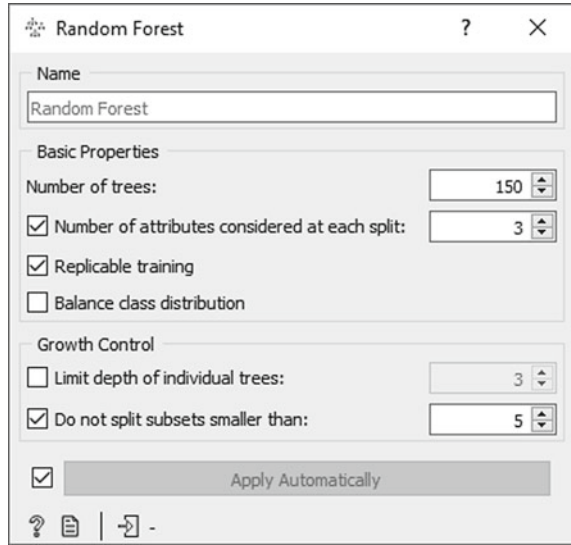 Random Forest ?
Name
Random Forest
Basic Properties
Number of trees: 150
Number of attributes considered at each split: 3
Replicable training
Balance class distribution
Growth Control
Limit depth of individual trees: 3
Do not split subsets smaller than: 5
Apply Automatically
? | -